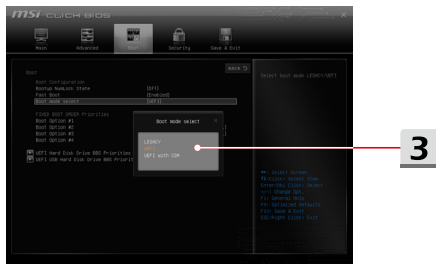 msi CLICK BIOS
Main
Advanced
Boot
Security
Save & Exit
Boot
BACK
Select boot mode LEGACY/UEFI
Boot Configuration
Bootup NumLock State [Off]
Fast Boot [Enabled]
Boot mode select [UEFI]
FIXED BOOT ORDER Priorities
Boot Option #1
Boot Option #2
Boot Option #3
Boot Option #4
UEFI Hard Disk Drive BBS Priorities
UEFI USB Hard Disk Drive BBS Priorit
Boot mode select
LEGACY
UEFI
UEFI with CSM
3
Select Screen
Select Item
Enter/Dbl Click: Select
Change Opt.
F1: General Help
F9: Optimized Defaults
F10: Save & Exit
ESC/Right Click: Exit